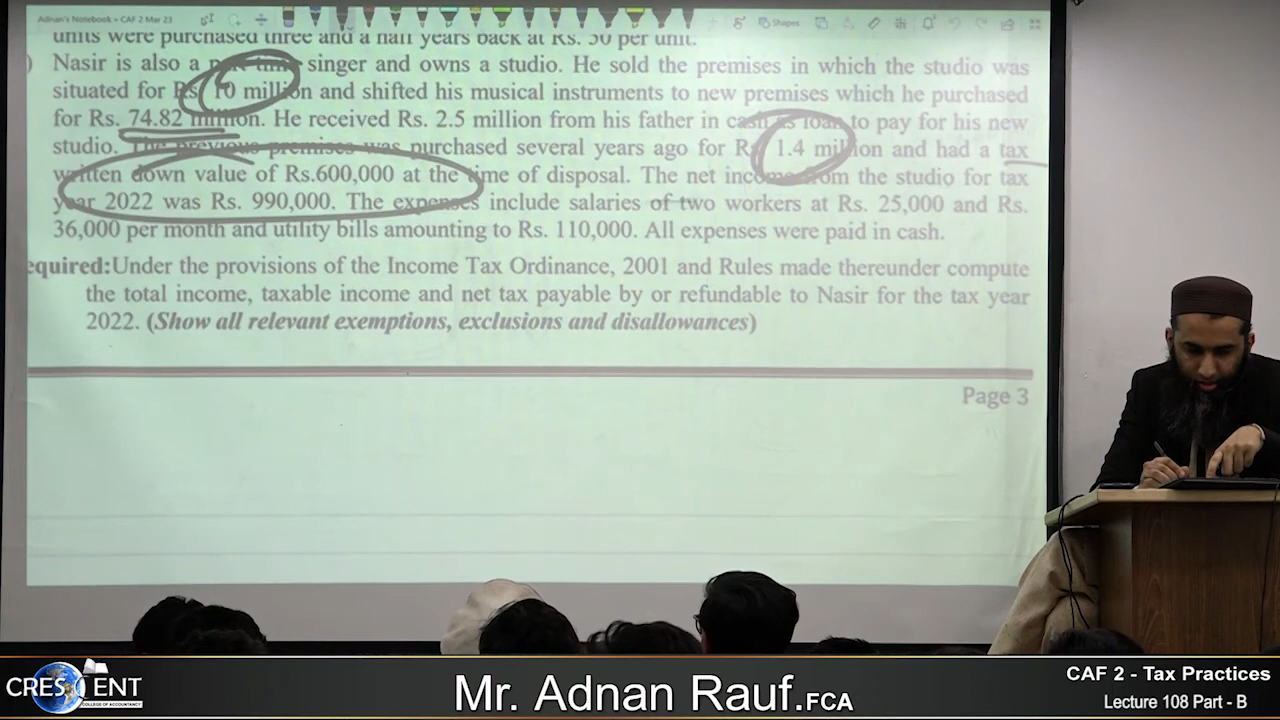 Adnan's Notebook » CAF 2 Mar 23
Shapes
units were purchased three and a half years back at Rs. 50 per unit.
) Nasir is also a part-time singer and owns a studio. He sold the premises in which the studio was
situated for Rs. 10 million and shifted his musical instruments to new premises which he purchased
for Rs. 74.82 million. He received Rs. 2.5 million from his father in cash as loan to pay for his new
studio. The previous premises was purchased several years ago for Rs. 1.4 million and had a tax
written down value of Rs.600,000 at the time of disposal. The net income from the studio for tax
year 2022 was Rs. 990,000. The expenses include salaries of two workers at Rs. 25,000 and Rs.
36,000 per month and utility bills amounting to Rs. 110,000. All expenses were paid in cash.
equired:Under the provisions of the Income Tax Ordinance, 2001 and Rules made thereunder compute
the total income, taxable income and net tax payable by or refundable to Nasir for the tax year
2022. (Show all relevant exemptions, exclusions and disallowances)
Page 3
CRESCENT
COLLEGE OF ACCOUNTANCY
Mr. Adnan Rauf.FCA
CAF 2 - Tax Practices
Lecture 108 Part - B